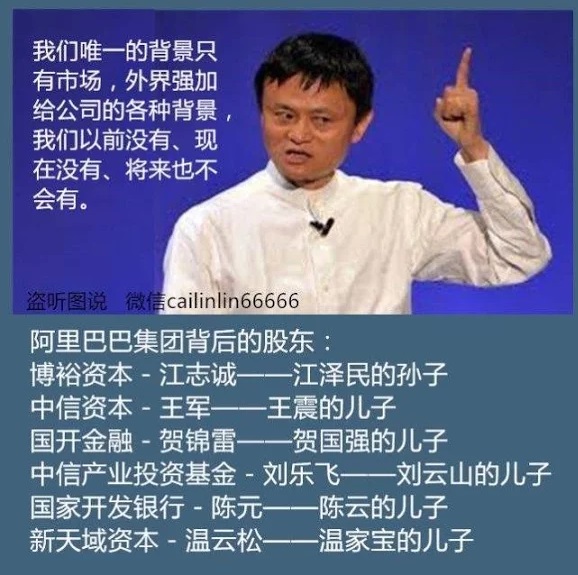 我们唯一的背景只
有市场，外界强加
给公司的各种背景，
我们以前没有、现
在没有、将来也不
会有。
盗听图说 微信cailinlin66666
阿里巴巴集团背后的股东：
博裕资本 - 江志诚——江泽民的孙子
中信资本 - 王军——王震的儿子
国开金融 - 贺锦雷——贺国强的儿子
中信产业投资基金 - 刘乐飞——刘云山的儿子
国家开发银行 - 陈元——陈云的儿子
新天域资本 - 温云松——温家宝的儿子